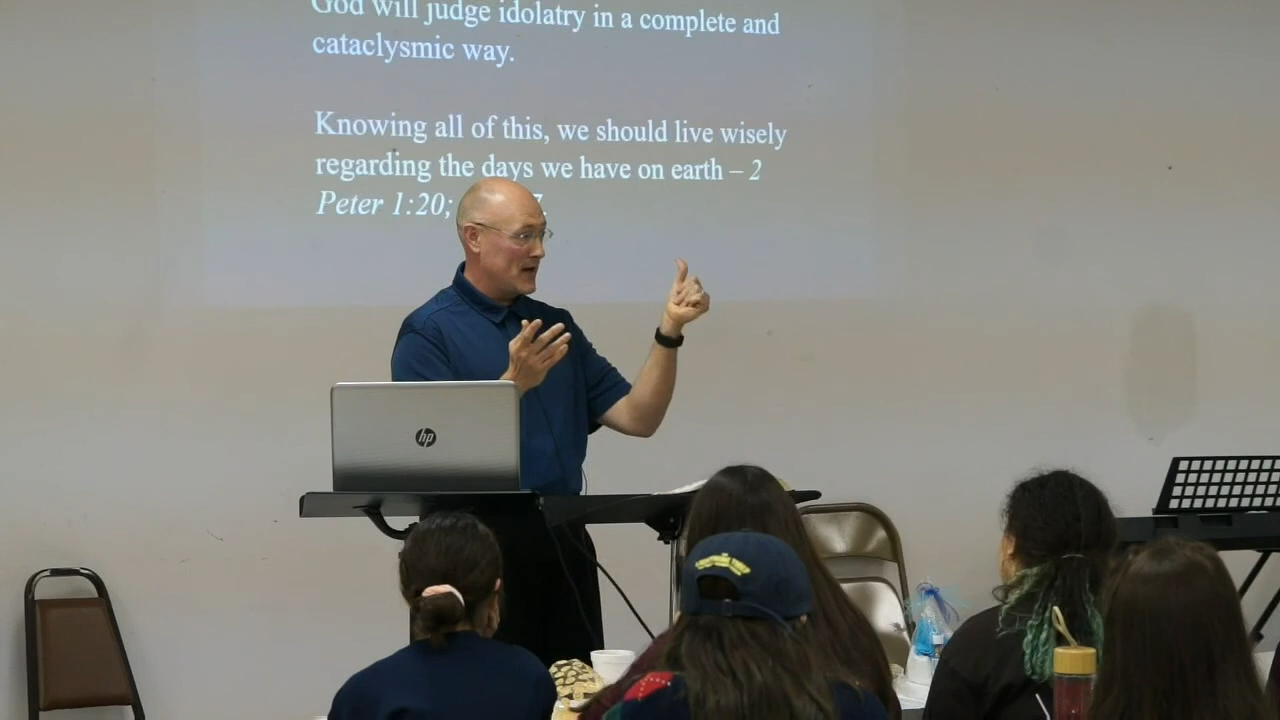 God will judge idolatry in a complete and
cataclysmic way.
Knowing all of this, we should live wisely
regarding the days we have on earth – 2
Peter 1:20;
hp